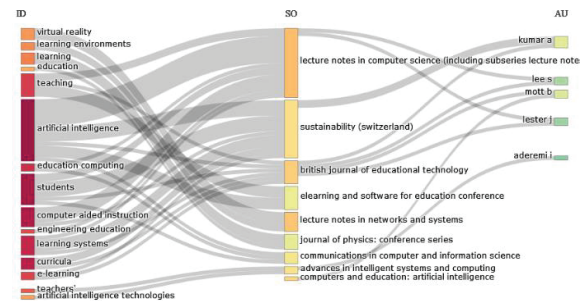 ID
SO
AU
virtual reality
learning environments
learning
education
teaching
artificial intelligence
education computing
students
computer aided instruction
engineering education
learning systems
curricula
e-learning
teachers'
artificial intelligence technologies
lecture notes in computer science (including subseries lecture notes
sustainability (switzerland)
british journal of educational technology
elearning and software for education conference
lecture notes in networks and systems
journal of physics: conference series
communications in computer and information science
advances in intelligent systems and computing
computers and education: artificial intelligence
kumar a
lee s
mott b
lester j
aderemi i